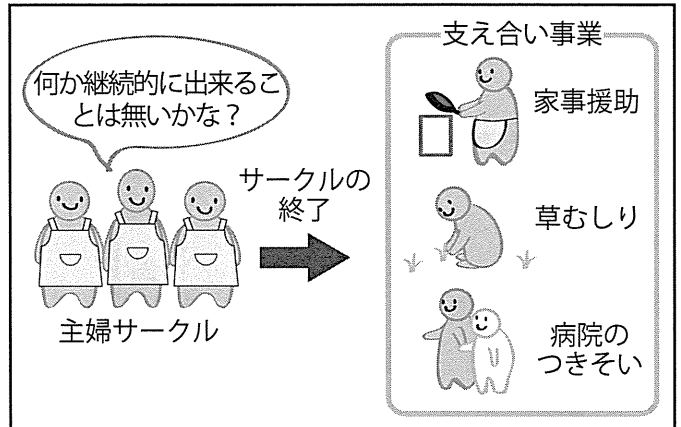 何か継続的に出来るこ
とは無いかな？
主婦サークル
サークルの
終了
支え合い事業
家事援助
草むしり
病院の
つきそい